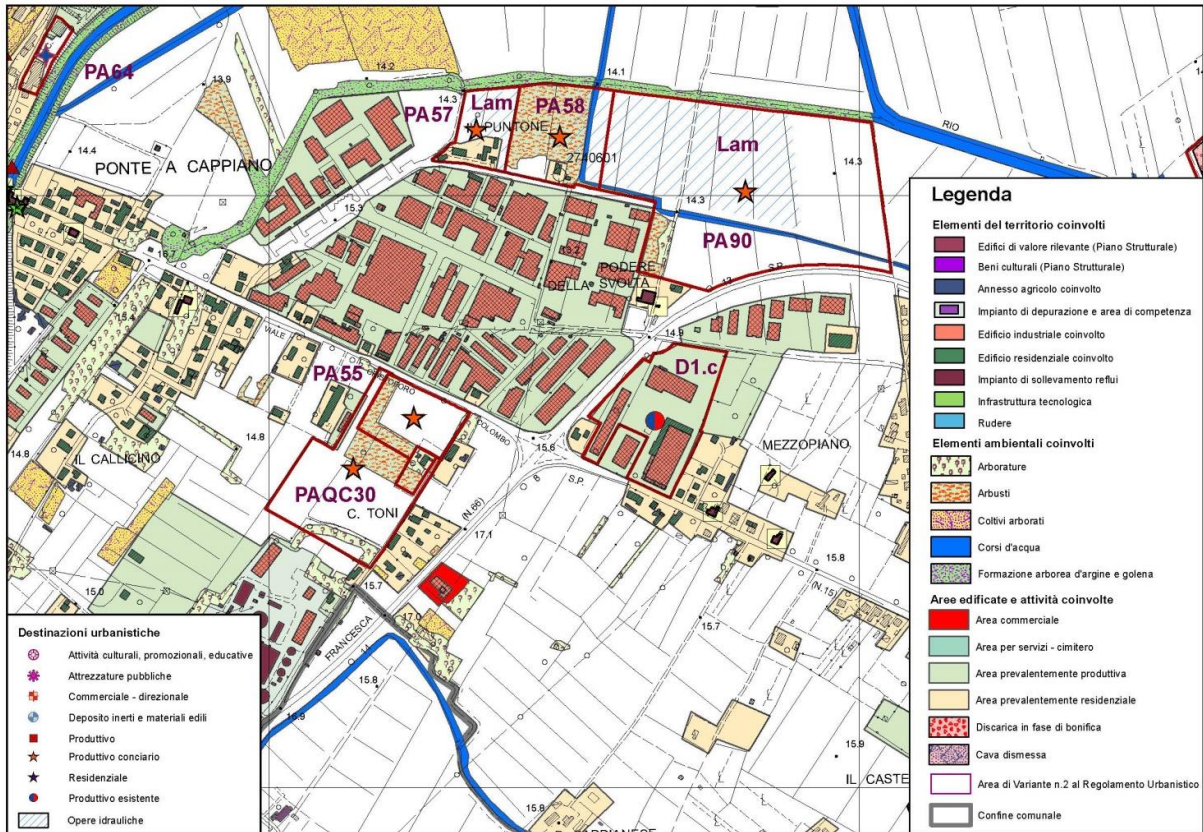 PA64
13.9
14.2
14.1
14.3
PA57
Lam
PA58
PUNTONE
2740601
Lam
RIO
14.3
14.4
PONTE A CAPPIANO
14.3
15.3
PA90
S.P.
PODERE
DELLA SVOLTA
15.4
14.9
VIALE
PA55
D1.c
COLOMBO
14.8
15.6
MEZZOPIANO
IL CALLICINO
14.8
S.P.
PAQC30
C. TONI
(N.66)
17.1
15.8
(N.15)
15.0
15.7
17.0
15.7
FRANCESCA
15.8
15.9
IL CASTE
Legenda
Elementi del territorio coinvolti
Edifici di valore rilevante (Piano Strutturale)
Beni culturali (Piano Strutturale)
Annesso agricolo coinvolto
Impianto di depurazione e area di competenza
Edificio industriale coinvolto
Edificio residenziale coinvolto
Impianto di sollevamento reflui
Infrastruttura tecnologica
Rudere
Elementi ambientali coinvolti
Arborature
Arbusti
Coltivi arborati
Corsi d'acqua
Formazione arborea d'argine e golena
Aree edificate e attività coinvolte
Area commerciale
Area per servizi - cimitero
Area prevalentemente produttiva
Area prevalentemente residenziale
Discarica in fase di bonifica
Cava dismessa
Area di Variante n.2 al Regolamento Urbanistico
Confine comunale
Destinazioni urbanistiche
Attività culturali, promozionali, educative
Attrezzature pubbliche
Commerciale - direzionale
Deposito inerti e materiali edili
Produttivo
Produttivo conciario
Residenziale
Produttivo esistente
Opere idrauliche